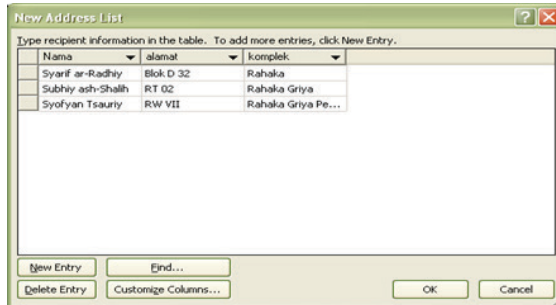 New Address List
Type recipient information in the table. To add more entries, click New Entry.
Nama alamat komplek
Syarif ar-Radhiy Blok D 32 Rahaka
Subhiy ash-Shalih RT 02 Rahaka Griya
Syofyan Tsauriy RW VII Rahaka Griya Pe...
New Entry Find...
Delete Entry Customize Columns... OK Cancel